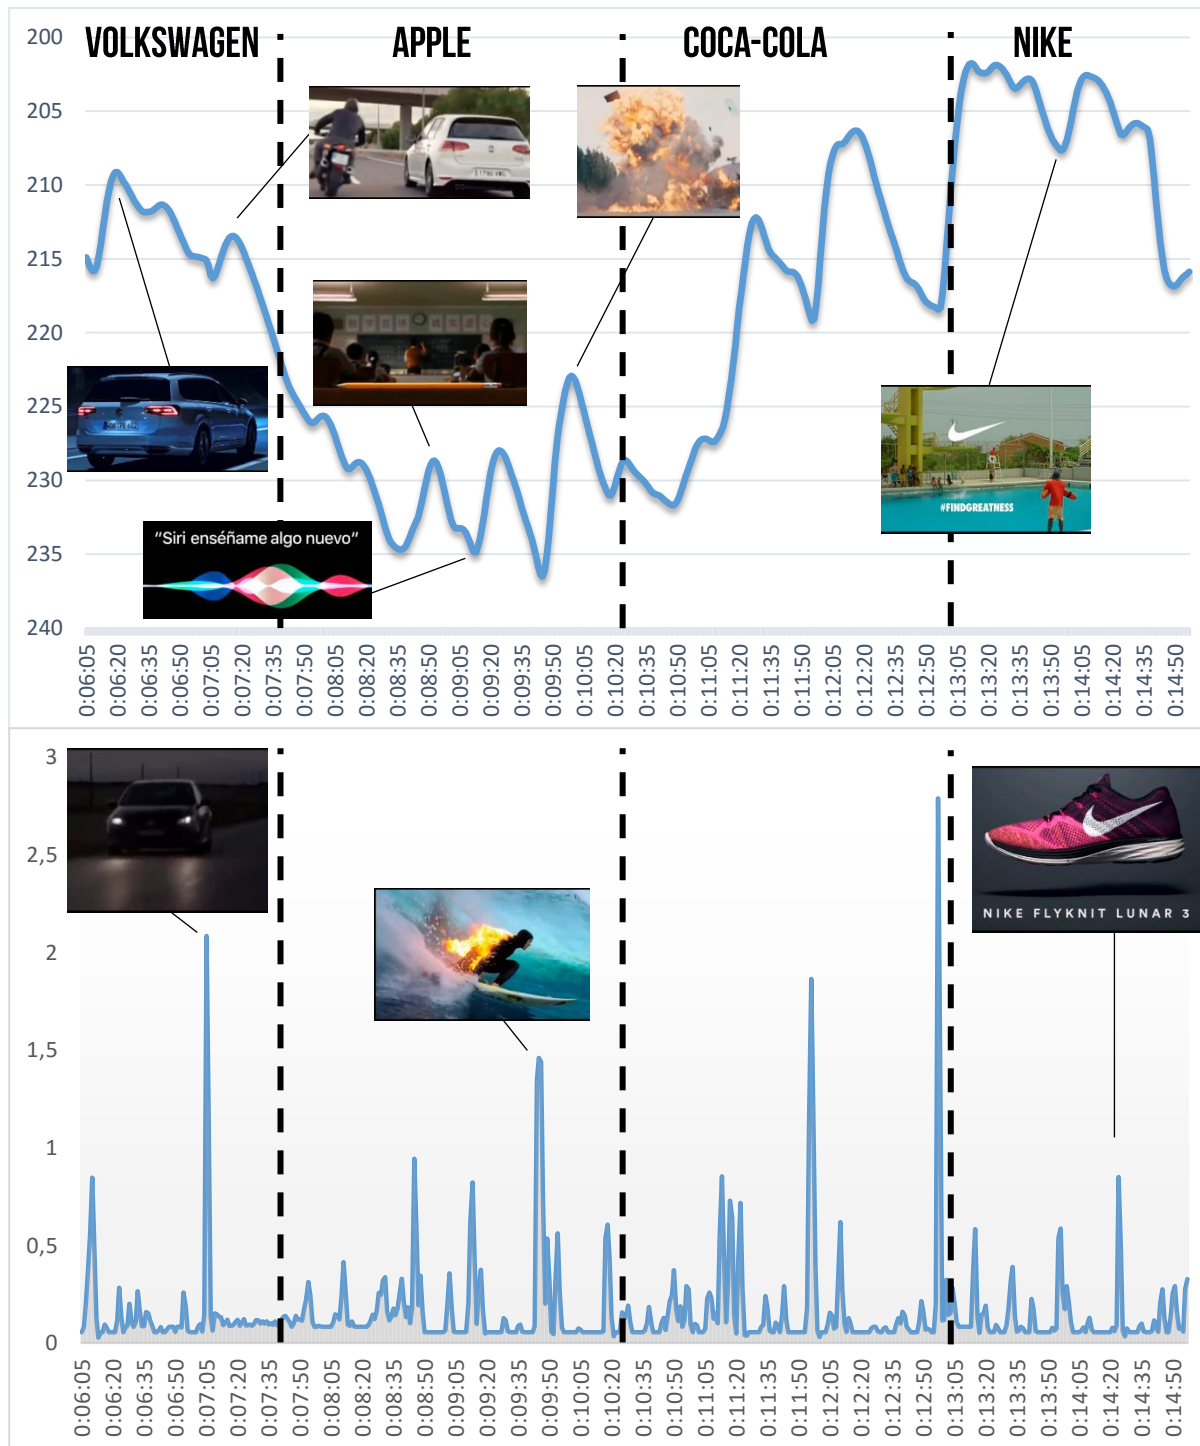 VOLKSWAGEN APPLE COCA-COLA NIKE
200
205
210
215
220
225
230
235
240
"Siri enséñame algo nuevo"
#FINDGREATNESS
0:06:05 0:06:20 0:06:35 0:06:50 0:07:05 0:07:20 0:07:35 0:07:50 0:08:05 0:08:20 0:08:35 0:08:50 0:09:05 0:09:20 0:09:35 0:09:50 0:10:05 0:10:20 0:10:35 0:10:50 0:11:05 0:11:20 0:11:35 0:11:50 0:12:05 0:12:20 0:12:35 0:12:50 0:13:05 0:13:20 0:13:35 0:13:50 0:14:05 0:14:20 0:14:35 0:14:50
3
2,5
2
1,5
1
0,5
0
NIKE FLYKNIT LUNAR 3
0:06:05 0:06:20 0:06:35 0:06:50 0:07:05 0:07:20 0:07:35 0:07:50 0:08:05 0:08:20 0:08:35 0:08:50 0:09:05 0:09:20 0:09:35 0:09:50 0:10:05 0:10:20 0:10:35 0:10:50 0:11:05 0:11:20 0:11:35 0:11:50 0:12:05 0:12:20 0:12:35 0:12:50 0:13:05 0:13:20 0:13:35 0:13:50 0:14:05 0:14:20 0:14:35 0:14:50